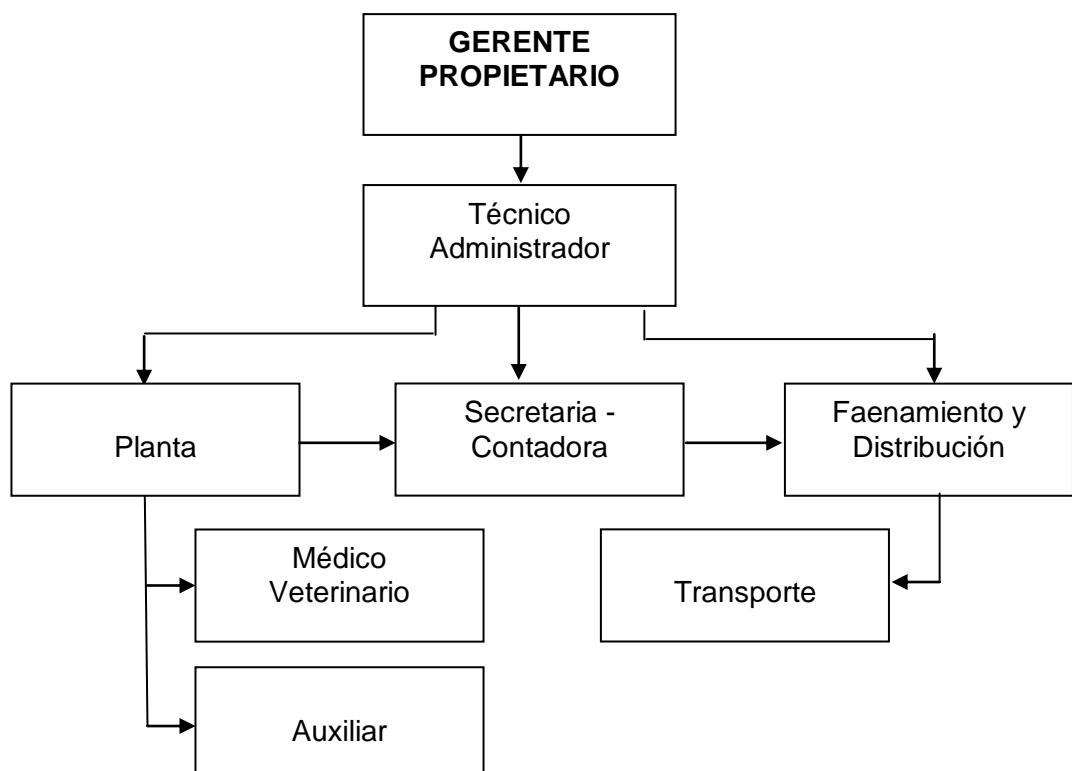 GERENTE
PROPIETARIO
Técnico
Administrador
Planta
Secretaria -
Contadora
Faenamiento y
Distribución
Médico
Veterinario
Transporte
Auxiliar